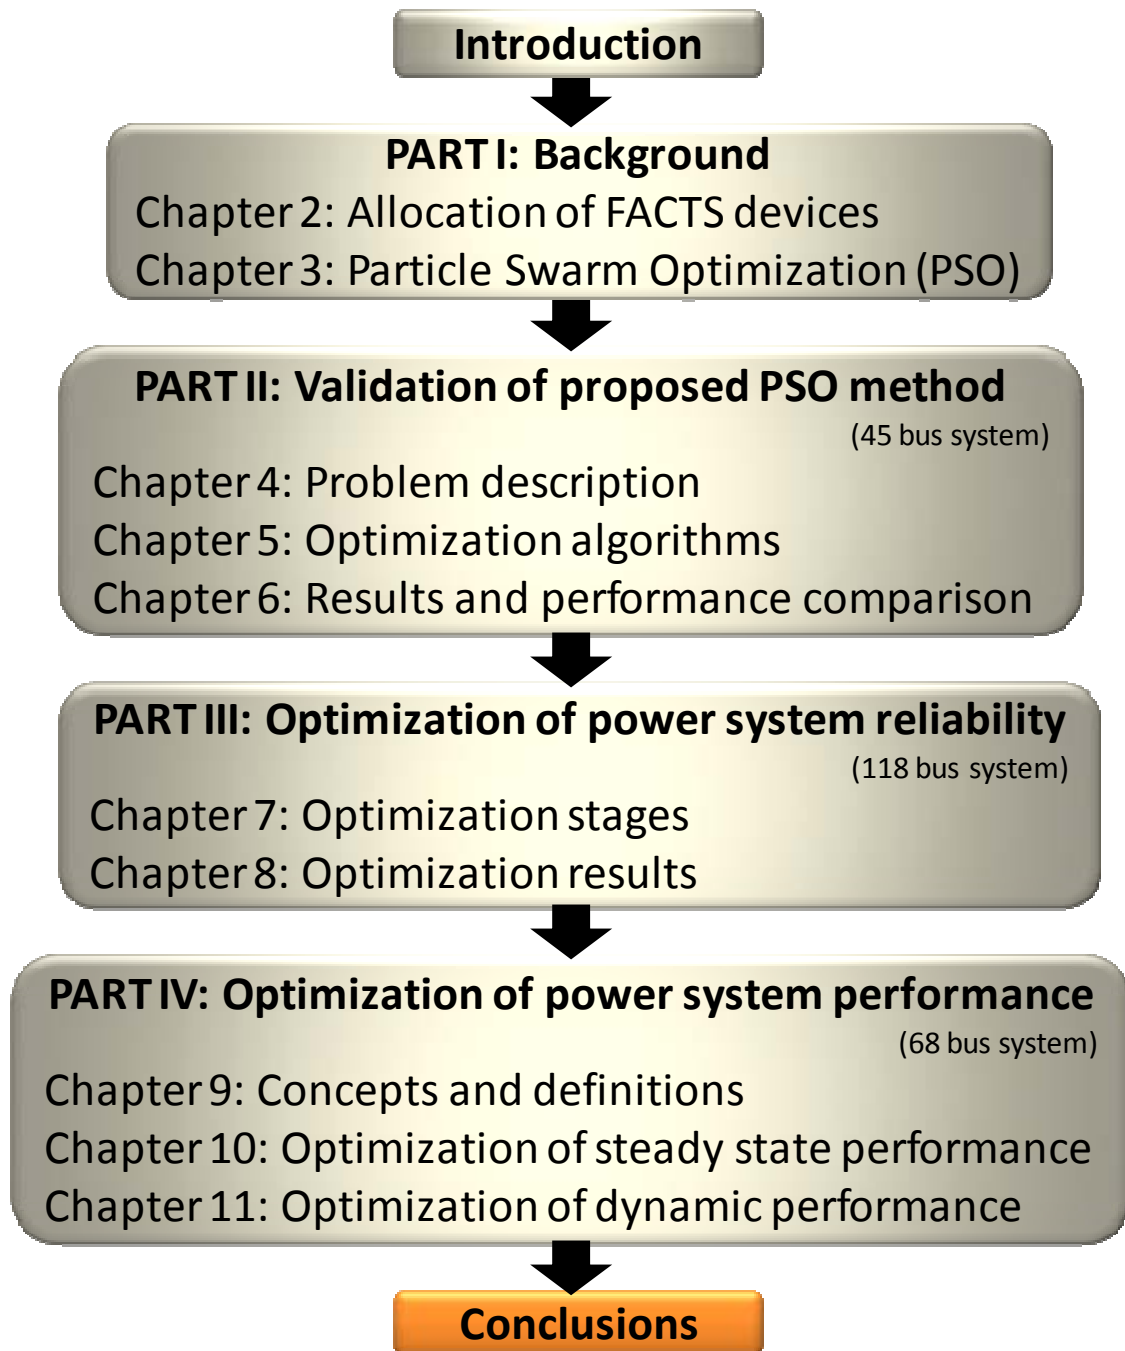 Introduction
PART I: Background
Chapter 2: Allocation of FACTS devices
Chapter 3: Particle Swarm Optimization (PSO)
PART II: Validation of proposed PSO method
(45 bus system)
Chapter 4: Problem description
Chapter 5: Optimization algorithms
Chapter 6: Results and performance comparison
PART III: Optimization of power system reliability
(118 bus system)
Chapter 7: Optimization stages
Chapter 8: Optimization results
PART IV: Optimization of power system performance
(68 bus system)
Chapter 9: Concepts and definitions
Chapter 10: Optimization of steady state performance
Chapter 11: Optimization of dynamic performance
Conclusions